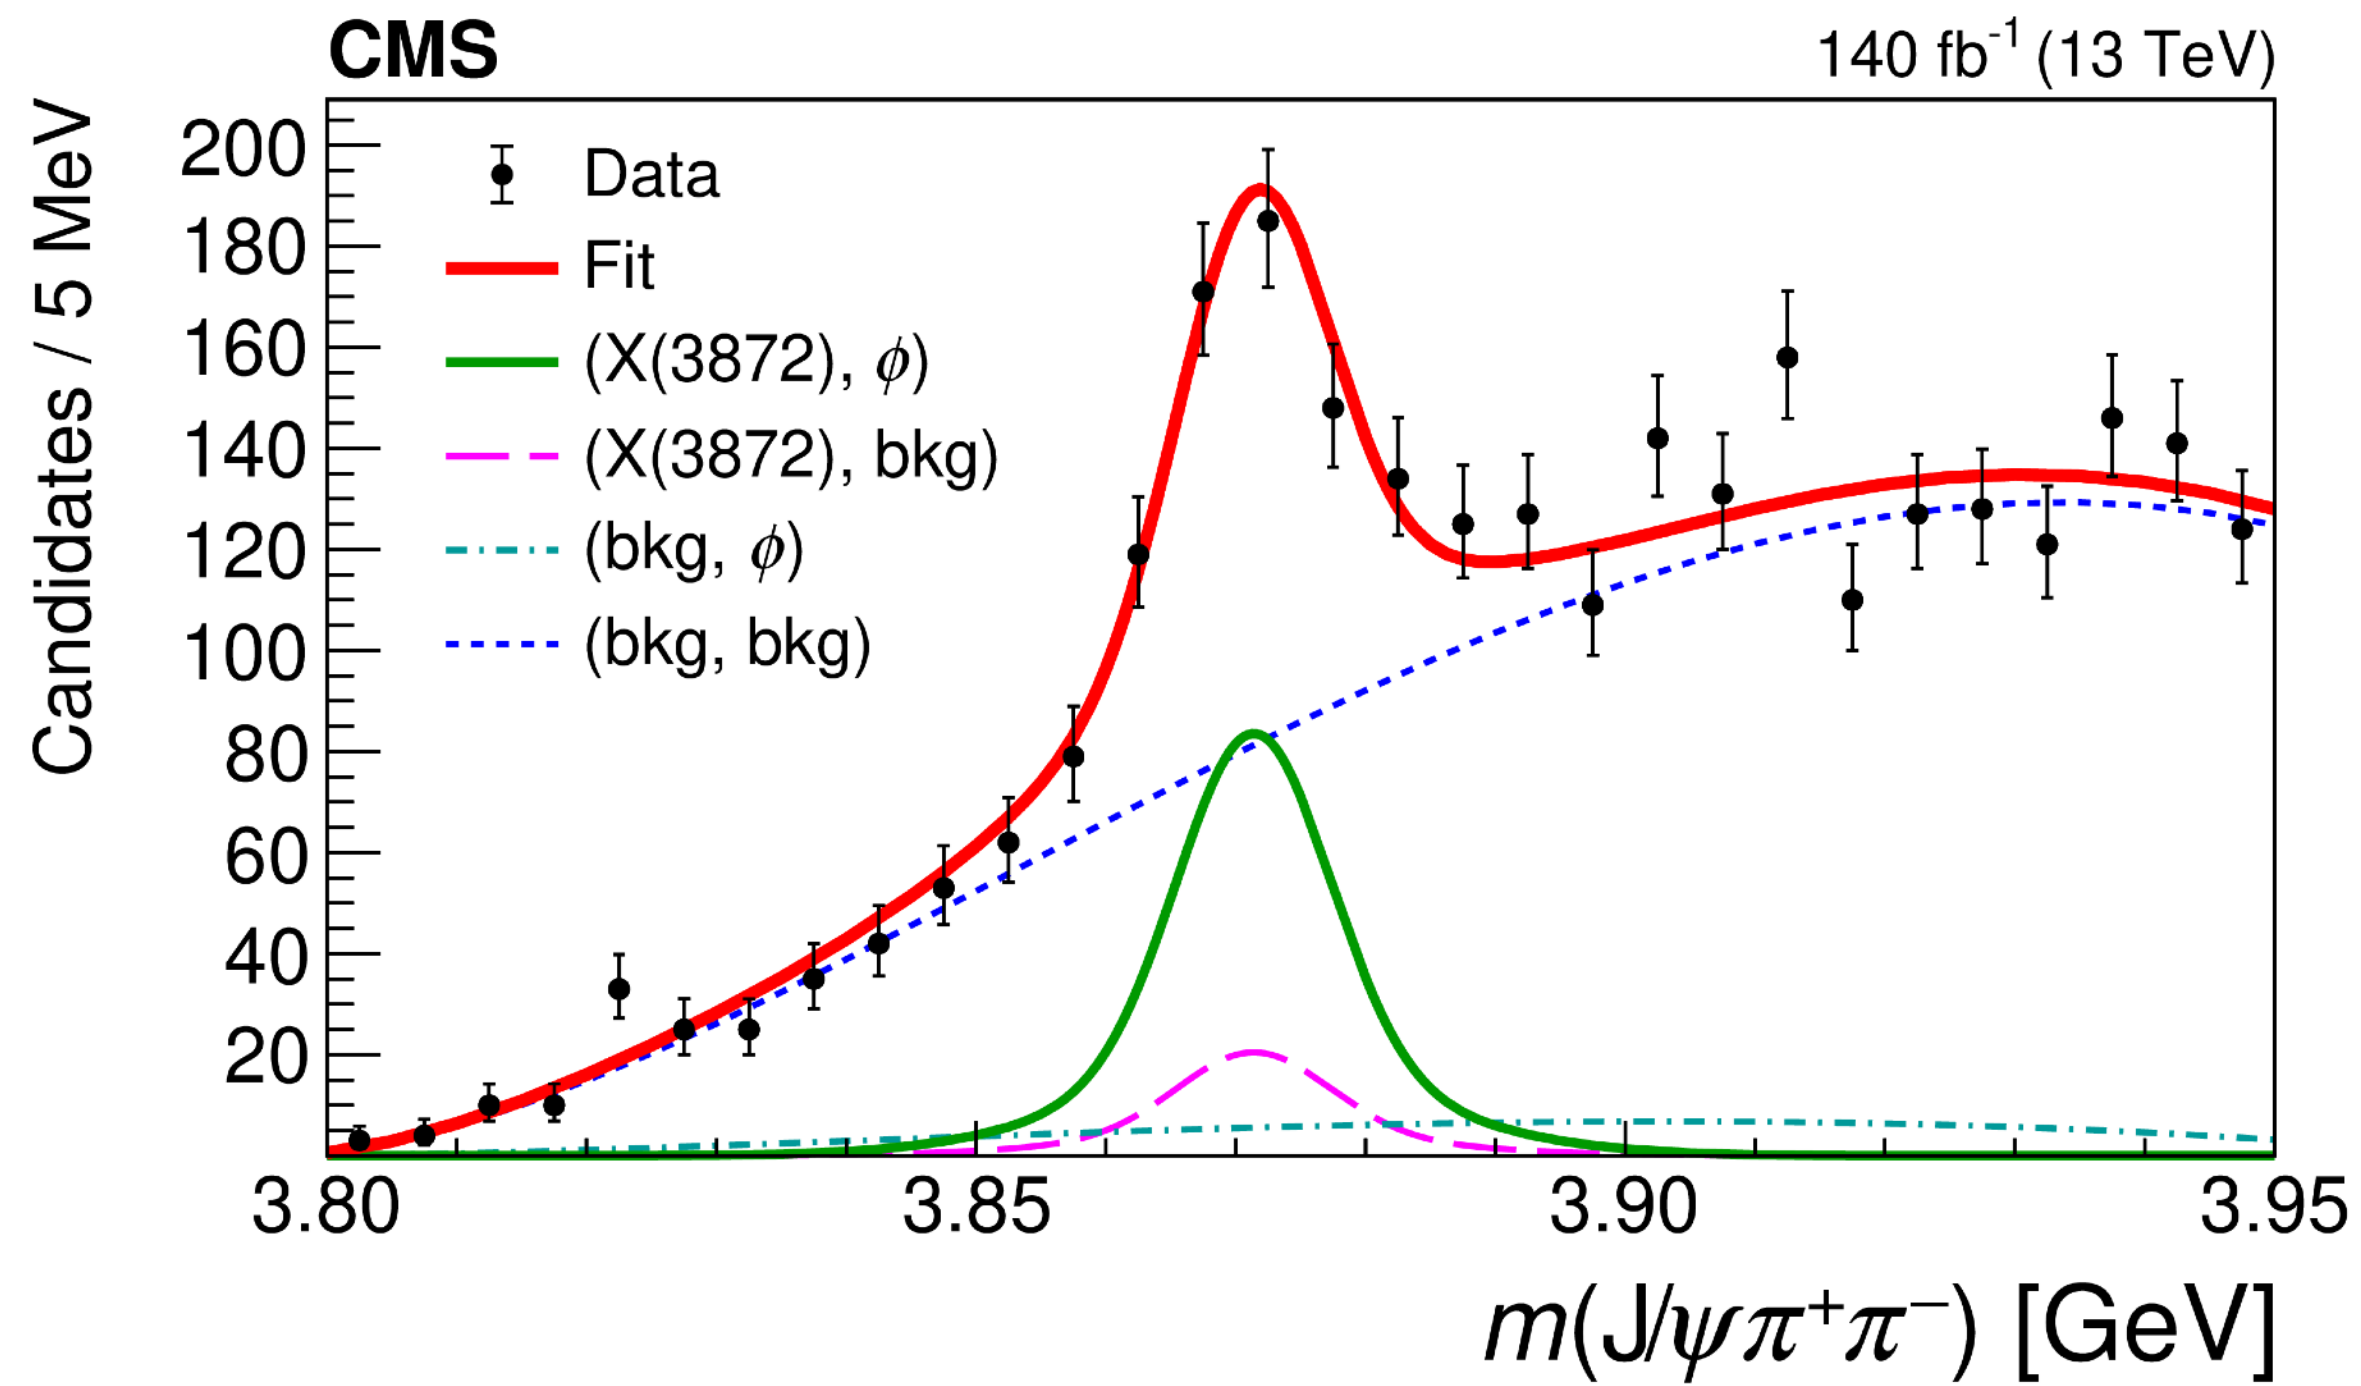 CMS
140 fb⁻¹ (13 TeV)
Candidates / 5 MeV
200
180
160
140
120
100
80
60
40
20
Data
Fit
(X(3872), ϕ)
(X(3872), bkg)
(bkg, ϕ)
(bkg, bkg)
3.80 3.85 3.90 3.95
m(J/ψπ⁺π⁻) [GeV]